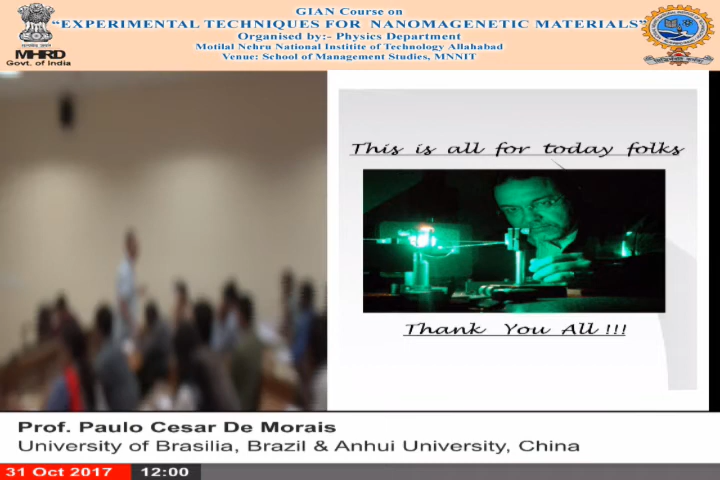 GIAN Course on
“EXPERIMENTAL TECHNIQUES FOR NANOMAGENETIC MATERIALS”
Organised by:- Physics Department
Motilal Nehru National Institite of Technology Allahabad
Venue: School of Management Studies, MNNIT
MHRD
Govt. of India
This is all for today folks
Thank You All !!!
Prof. Paulo Cesar De Morais
University of Brasilia, Brazil & Anhui University, China
31 Oct 2017 12:00